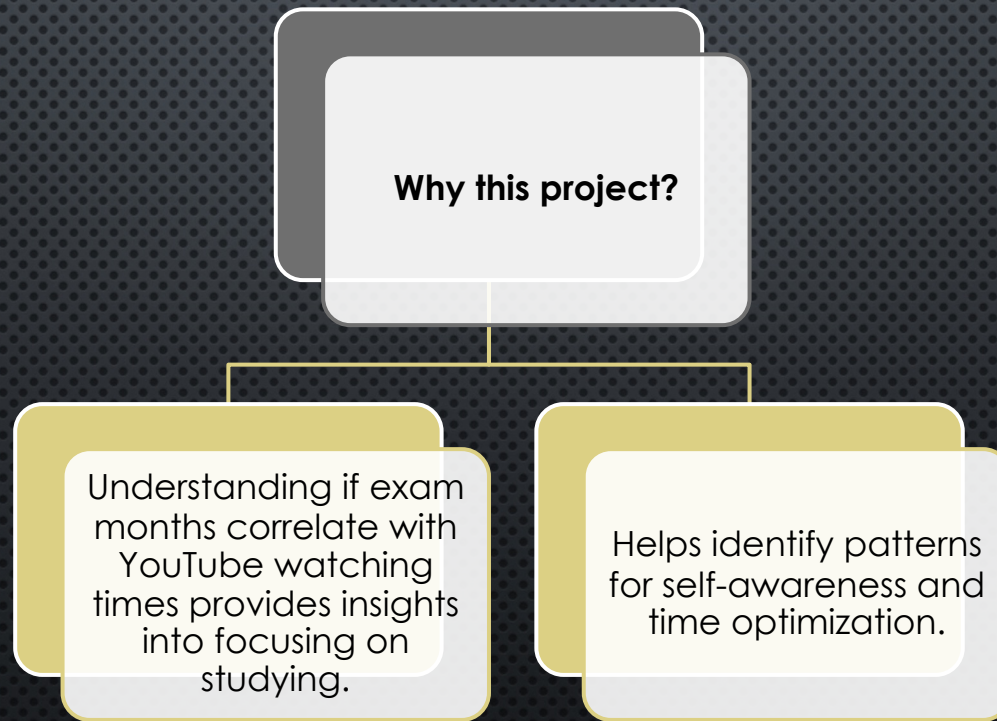 Why this project?
Understanding if exam
months correlate with
YouTube watching
times provides insights
into focusing on
studying.
Helps identify patterns
for self-awareness and
time optimization.